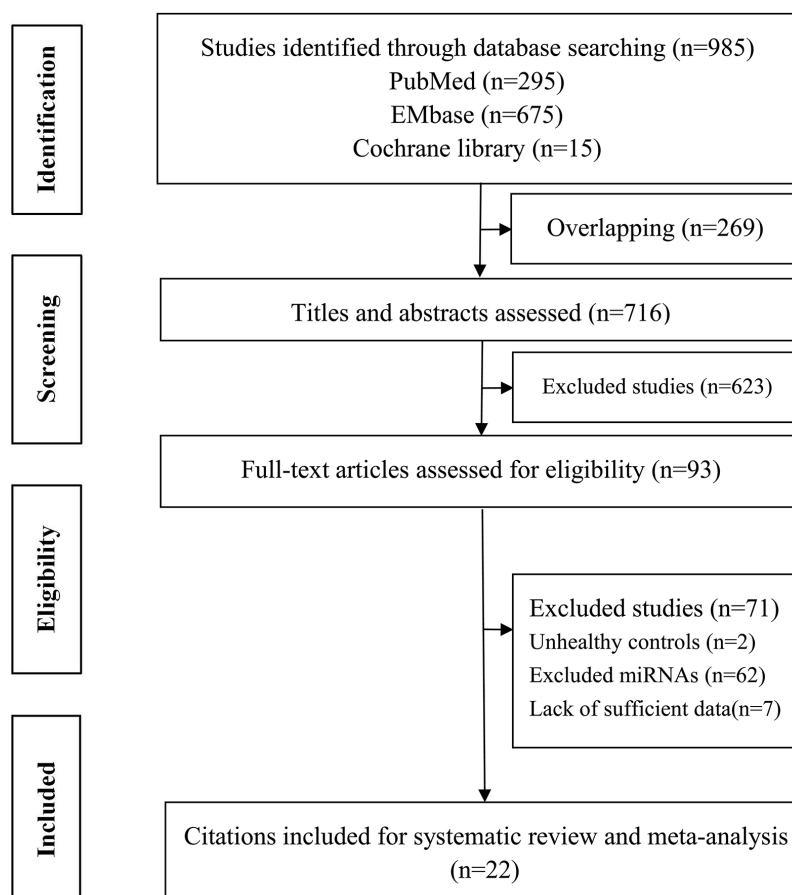 Identification
Studies identified through database searching (n=985)
PubMed (n=295)
EMbase (n=675)
Cochrane library (n=15)
Overlapping (n=269)
Screening
Titles and abstracts assessed (n=716)
Excluded studies (n=623)
Full-text articles assessed for eligibility (n=93)
Eligibility
Excluded studies (n=71)
Unhealthy controls (n=2)
Excluded miRNAs (n=62)
Lack of sufficient data(n=7)
Included
Citations included for systematic review and meta-analysis
(n=22)